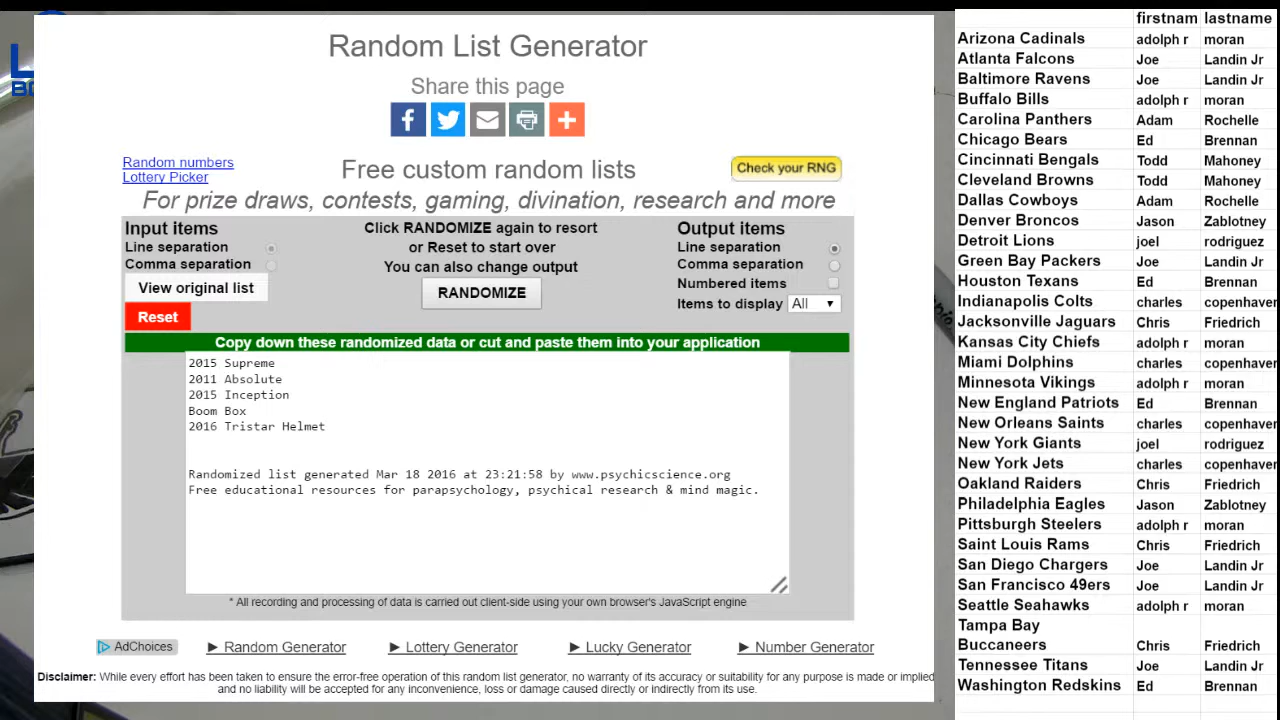 Random List Generator
Share this page
Random numbers
Lottery Picker
Free custom random lists
Check your RNG
For prize draws, contests, gaming, divination, research and more
Input items
Line separation
Comma separation
View original list
Reset
Click RANDOMIZE again to resort
or Reset to start over
You can also change output
RANDOMIZE
Output items
Line separation
Comma separation
Numbered items
Items to display All
Copy down these randomized data or cut and paste them into your application
2015 Supreme
2011 Absolute
2015 Inception
Boom Box
2016 Tristar Helmet
Randomized list generated Mar 18 2016 at 23:21:58 by www.psychicscience.org
Free educational resources for parapsychology, psychical research & mind magic.
* All recording and processing of data is carried out client-side using your own browser's JavaScript engine
AdChoices
► Random Generator
► Lottery Generator
► Lucky Generator
► Number Generator
Disclaimer: While every effort has been taken to ensure the error-free operation of this random list generator, no warranty of its accuracy or suitability for any purpose is made or implied
and no liability will be accepted for any inconvenience, loss or damage caused directly or indirectly from its use.
firstnam lastname
Arizona Cadinals adolph r moran
Atlanta Falcons Joe Landin Jr
Baltimore Ravens Joe Landin Jr
Buffalo Bills adolph r moran
Carolina Panthers Adam Rochelle
Chicago Bears Ed Brennan
Cincinnati Bengals Todd Mahoney
Cleveland Browns Todd Mahoney
Dallas Cowboys Adam Rochelle
Denver Broncos Jason Zablotney
Detroit Lions joel rodriguez
Green Bay Packers Joe Landin Jr
Houston Texans Ed Brennan
Indianapolis Colts charles copenhaver
Jacksonville Jaguars Chris Friedrich
Kansas City Chiefs adolph r moran
Miami Dolphins charles copenhaver
Minnesota Vikings adolph r moran
New England Patriots Ed Brennan
New Orleans Saints charles copenhaver
New York Giants joel rodriguez
New York Jets charles copenhaver
Oakland Raiders Chris Friedrich
Philadelphia Eagles Jason Zablotney
Pittsburgh Steelers adolph r moran
Saint Louis Rams Chris Friedrich
San Diego Chargers Joe Landin Jr
San Francisco 49ers Joe Landin Jr
Seattle Seahawks adolph r moran
Tampa Bay
Buccaneers Chris Friedrich
Tennessee Titans Joe Landin Jr
Washington Redskins Ed Brennan